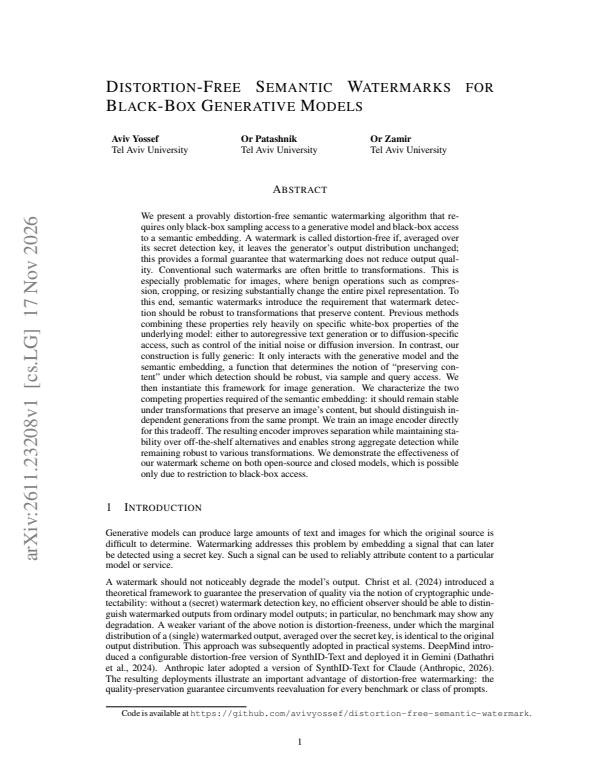 DISTORTION-FREE SEMANTIC WATERMARKS FOR
BLACK-BOX GENERATIVE MODELS
Aviv Yossef Or Patashnik Or Zamir
Tel Aviv University Tel Aviv University Tel Aviv University
ABSTRACT
We present a provably distortion-free semantic watermarking algorithm that re-
quires only black-box sampling access to a generative model and black-box access
to a semantic embedding. A watermark is called distortion-free if, averaged over
its secret detection key, it leaves the generator's output distribution unchanged;
this provides a formal guarantee that watermarking does not reduce output qual-
ity. Conventional such watermarks are often brittle to transformations. This is
especially problematic for images, where benign operations such as compres-
sion, cropping, or resizing substantially change the entire pixel representation. To
this end, semantic watermarks introduce the requirement that watermark detec-
tion should be robust to transformations that preserve content. Previous methods
combining these properties rely heavily on specific white-box properties of the
underlying model: either to autoregressive text generation or to diffusion-specific
access, such as control of the initial noise or diffusion inversion. In contrast, our
construction is fully generic: It only interacts with the generative model and the
semantic embedding, a function that determines the notion of “preserving con-
tent” under which detection should be robust, via sample and query access. We
then instantiate this framework for image generation. We characterize the two
competing properties required of the semantic embedding: it should remain stable
under transformations that preserve an image's content, but should distinguish in-
dependent generations from the same prompt. We train an image encoder directly
for this tradeoff. The resulting encoder improves separation while maintaining sta-
bility over off-the-shelf alternatives and enables strong aggregate detection while
remaining robust to various transformations. We demonstrate the effectiveness of
our watermark scheme on both open-source and closed models, which is possible
only due to restriction to black-box access.
1 INTRODUCTION
Generative models can produce large amounts of text and images for which the original source is
difficult to determine. Watermarking addresses this problem by embedding a signal that can later
be detected using a secret key. Such a signal can be used to reliably attribute content to a particular
model or service.
A watermark should not noticeably degrade the model's output. Christ et al. (2024) introduced a
theoretical framework to guarantee the preservation of quality via the notion of cryptographic unde-
tectability: without a (secret) watermark detection key, no efficient observer should be able to distin-
guish watermarked outputs from ordinary model outputs; in particular, no benchmark may show any
degradation. A weaker variant of the above notion is distortion-freeness, under which the marginal
distribution of a (single) watermarked output, averaged over the secret key, is identical to the original
output distribution. This approach was subsequently adopted in practical systems. DeepMind intro-
duced a configurable distortion-free version of SynthID-Text and deployed it in Gemini (Dathathri
et al., 2024). Anthropic later adopted a version of SynthID-Text for Claude (Anthropic, 2026).
The resulting deployments illustrate an important advantage of distortion-free watermarking: the
quality-preservation guarantee circumvents reevaluation for every benchmark or class of prompts.
Code is available at https://github.com/avivyossef/distortion-free-semantic-watermark.
1
arXiv:2611.23208v1 [cs.LG] 17 Nov 2026